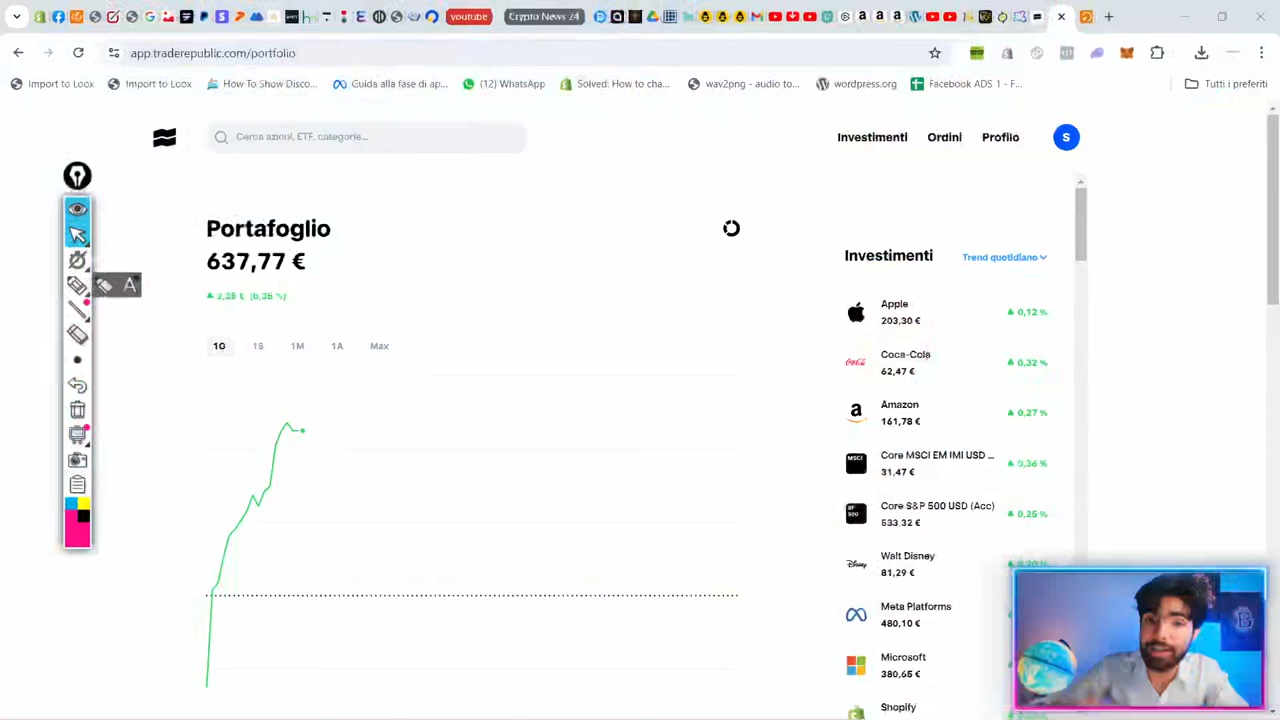 youtube
Crypto News 24
app.traderepublic.com/portfolio
Import to Loox
Import to Loox
How To Show Disco...
Guida alla fase di ap...
(12) WhatsApp
Solved: How to cha...
wav2png - audio to...
wordpress.org
Facebook ADS 1 - F...
Tutti i preferiti
Cerca azioni, ETF, categorie...
Investimenti
Ordini
Profilo
S
A
Portafoglio
637,77 €
1G
1S
1M
1A
Max
Investimenti
Trend quotidiano
Apple
203,30 €
0,12 %
Coca-Cola
62,47 €
0,32 %
Amazon
161,78 €
0,27 %
MSCI
Core MSCI EM IMI USD ...
31,47 €
0,36 %
500
Core S&P 500 USD (Acc)
533,32 €
0,25 %
Disney
Walt Disney
81,29 €
Meta Platforms
480,10 €
Microsoft
380,65 €
Shopify